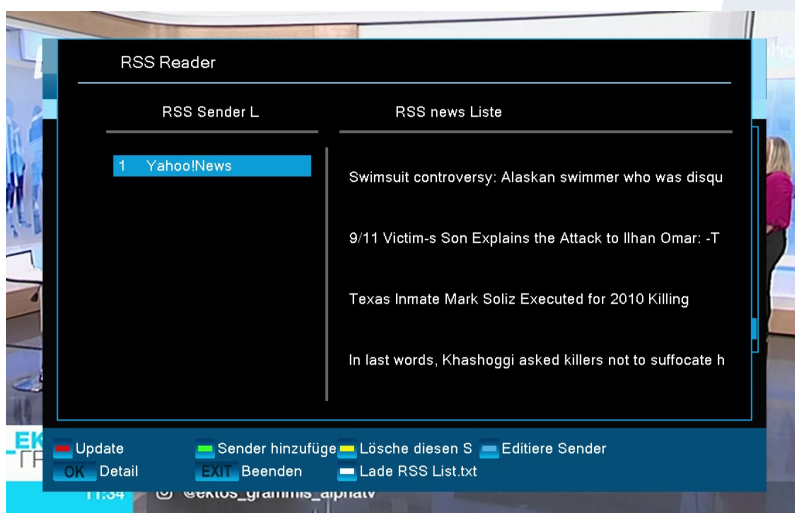 RSS Reader
RSS Sender L
RSS news Liste
1 Yahoo!News
Swimsuit controversy: Alaskan swimmer who was disqu
9/11 Victim-s Son Explains the Attack to Ilhan Omar: -T
Texas Inmate Mark Soliz Executed for 2010 Killing
In last words, Khashoggi asked killers not to suffocate h
Update
Sender hinzufüge
Lösche diesen S
Editiere Sender
OK Detail
EXIT Beenden
Lade RSS List.txt
11:34
@ektos_grammis_alphatv